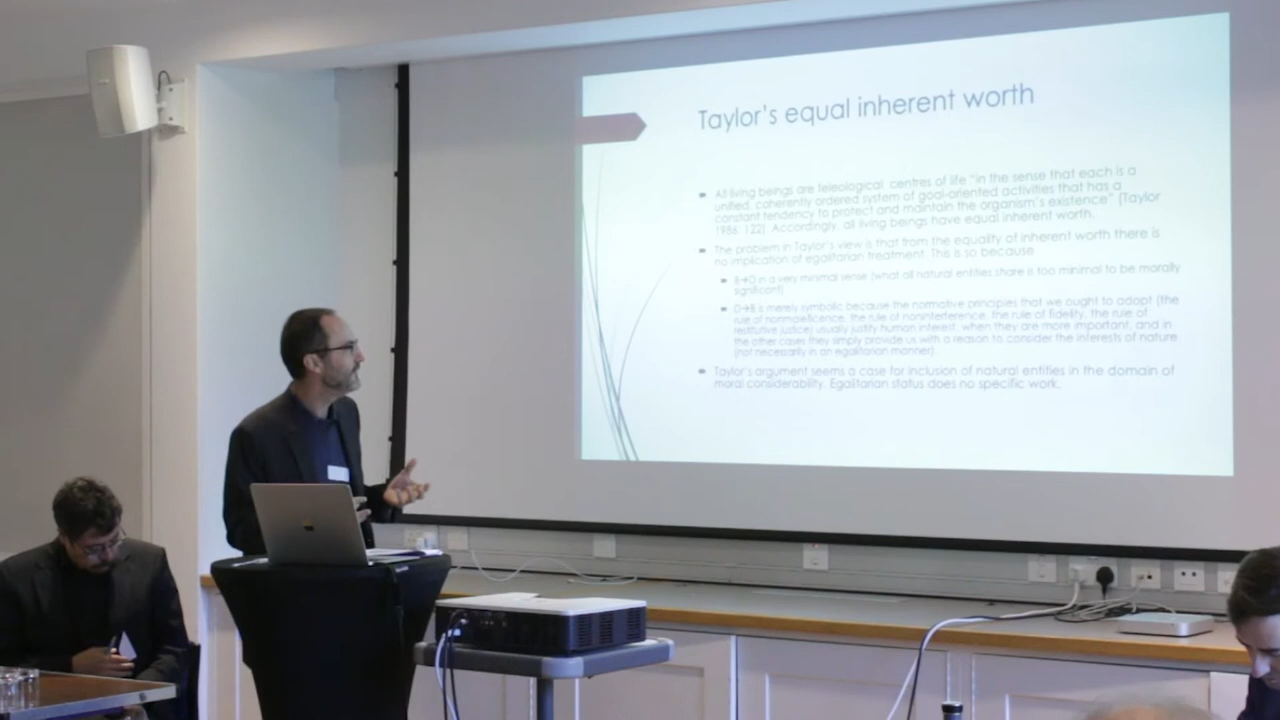 Taylor's equal inherent worth
All living beings are teleological centres of life "in the sense that each is a
unified, coherently ordered system of goal-oriented activities that has a
constant tendency to protect and maintain the organism's existence" (Taylor
1986: 122). Accordingly, all living beings have equal inherent worth.
The problem in Taylor's view is that from the equality of inherent worth there is
no implication of egalitarian treatment. This is so because
B→D in a very minimal sense (what all natural entities share is too minimal to be morally
significant)
D→B is merely symbolic because the normative principles that we ought to adopt (the
rule of nonmaleficence, the rule of noninterference, the rule of fidelity, the rule of
restitutive justice) usually justify human interest, when they are more important, and in
the other cases they simply provide us with a reason to consider the interests of nature
(not necessarily in an egalitarian manner)
Taylor's argument seems a case for inclusion of natural entities in the domain of
moral considerability. Egalitarian status does no specific work.